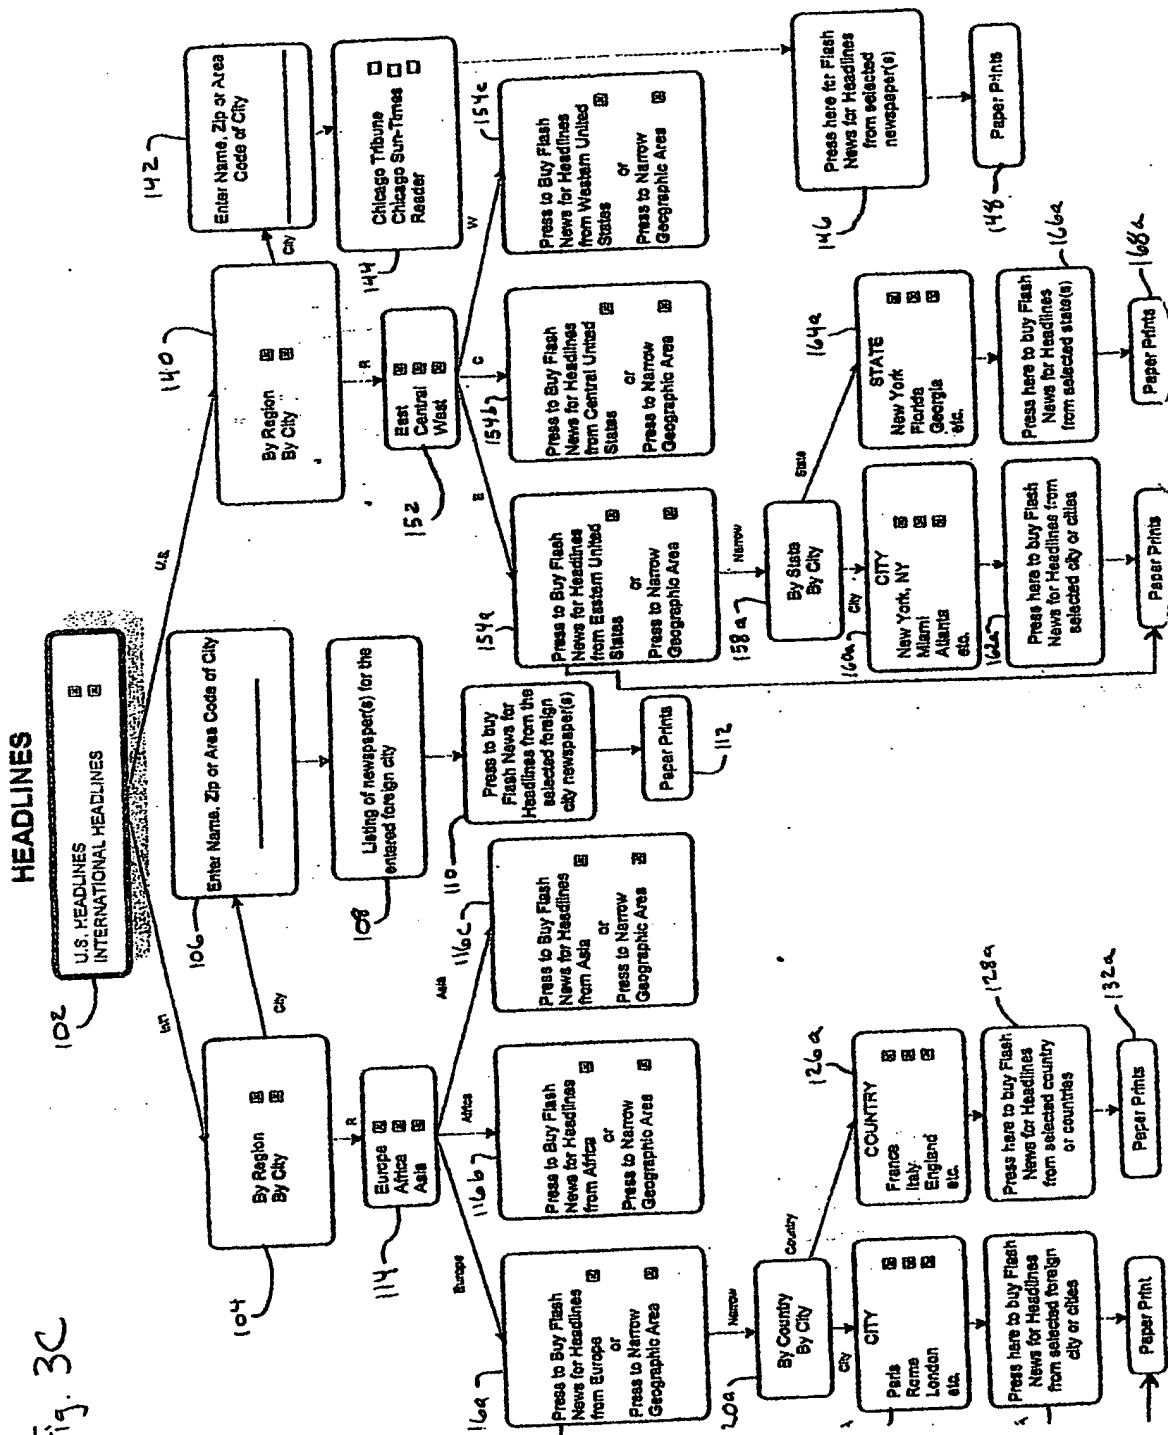 Fig. 3C
HEADLINES
102
U.S. HEADLINES
INTERNATIONAL HEADLINES
Int'l
U.S.
104
By Region
By City
City
R
106
Enter Name, Zip or Area Code of City
108
Listing of newspaper(s) for the
entered foreign city
110
Press to buy
Flash News for
Headlines from the
selected foreign
city newspaper(s)
Paper Prints
112
114
Europe
Africa
Asia
Europe
Africa
Asia
16a
Press to Buy Flash
News for Headlines
from Europe
or
Press to Narrow
Geographic Area
116b
Press to Buy Flash
News for Headlines
from Africa
or
Press to Narrow
Geographic Area
116c
Press to Buy Flash
News for Headlines
from Asia
or
Press to Narrow
Geographic Area
Narrow
20a
By Country
By City
City
Country
CITY
Paris
Rome
London
etc.
126a
COUNTRY
France
Italy
England
etc.
Press here to buy Flash
News for Headlines
from selected foreign
city or cities
128a
Press here to buy Flash
News for Headlines
from selected country
or countries
Paper Print
132a
Paper Prints
140
By Region
By City
City
R
142
Enter Name, Zip or Area
Code of City
144
Chicago Tribune
Chicago Sun-Times
Reader
146
Press here for Flash
News for Headlines
from selected
newspaper(s)
148
Paper Prints
152
East
Central
West
E
C
W
154a
Press to Buy Flash
News for Headlines
from Eastern United
States
or
Press to Narrow
Geographic Area
154b
Press to Buy Flash
News for Headlines
from Central United
States
or
Press to Narrow
Geographic Area
154c
Press to Buy Flash
News for Headlines
from Western United
States
or
Press to Narrow
Geographic Area
Narrow
158a
By State
By City
City
State
160a
CITY
New York, NY
Miami
Atlanta
etc.
164a
STATE
New York
Florida
Georgia
etc.
162a
Press here to buy Flash
News for Headlines from
selected city or cities
166a
Press here to buy Flash
News for Headlines
from selected state(s)
Paper Prints
168a
Paper Prints